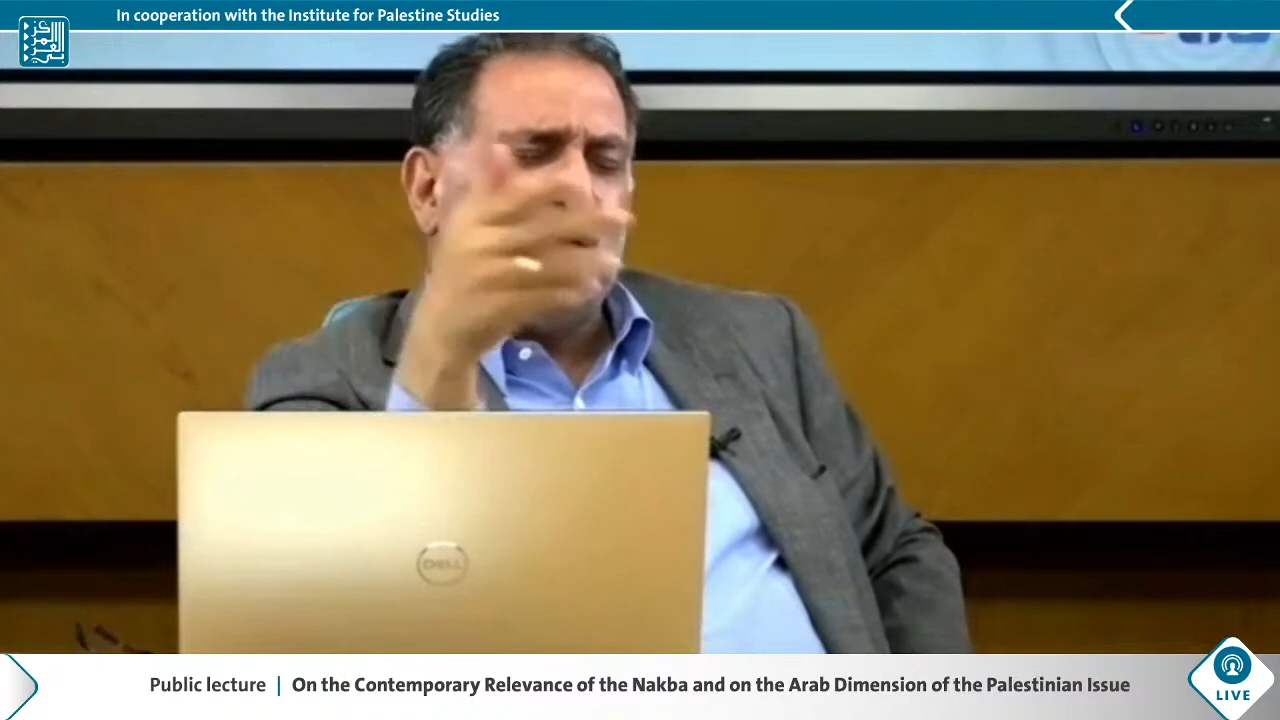 In cooperation with the Institute for Palestine Studies
DELL
Public lecture | On the Contemporary Relevance of the Nakba and on the Arab Dimension of the Palestinian Issue
LIVE